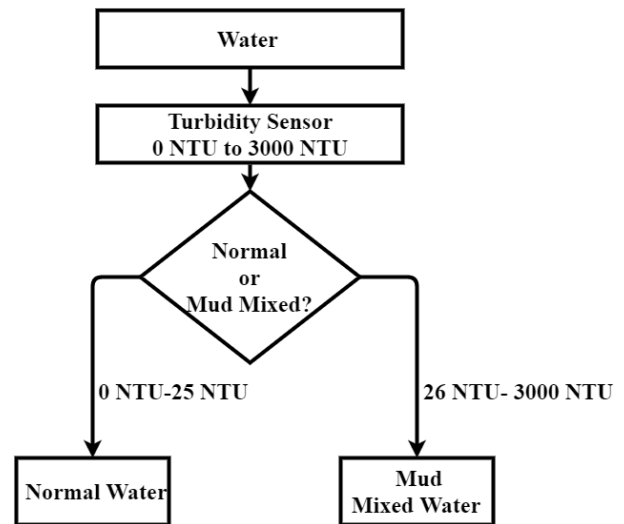 Water
Turbidity Sensor
0 NTU to 3000 NTU
Normal
or
Mud Mixed?
0 NTU-25 NTU
26 NTU- 3000 NTU
Normal Water
Mud
Mixed Water